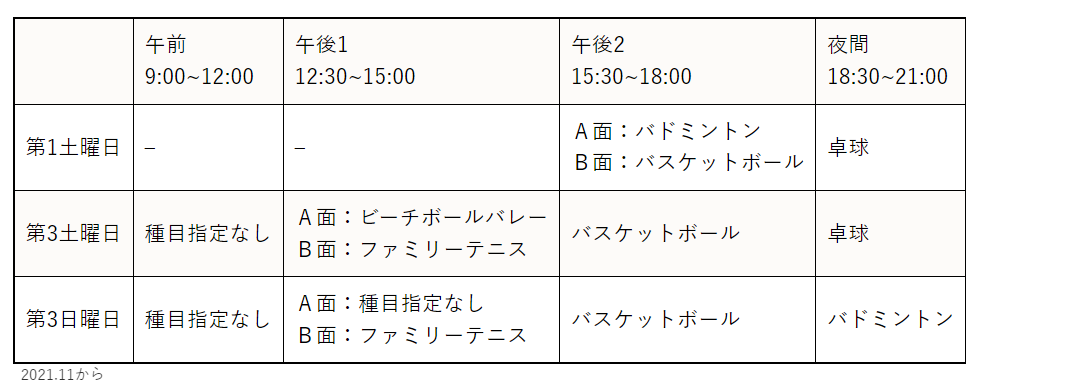 午前
9:00~12:00
午後1
12:30~15:00
午後2
15:30~18:00
夜間
18:30~21:00
第1土曜日
–
–
Ａ面：バドミントン
Ｂ面：バスケットボール
卓球
第3土曜日
種目指定なし
Ａ面：ビーチボールバレー
Ｂ面：ファミリーテニス
バスケットボール
卓球
第3日曜日
種目指定なし
Ａ面：種目指定なし
Ｂ面：ファミリーテニス
バスケットボール
バドミントン
2021.11から